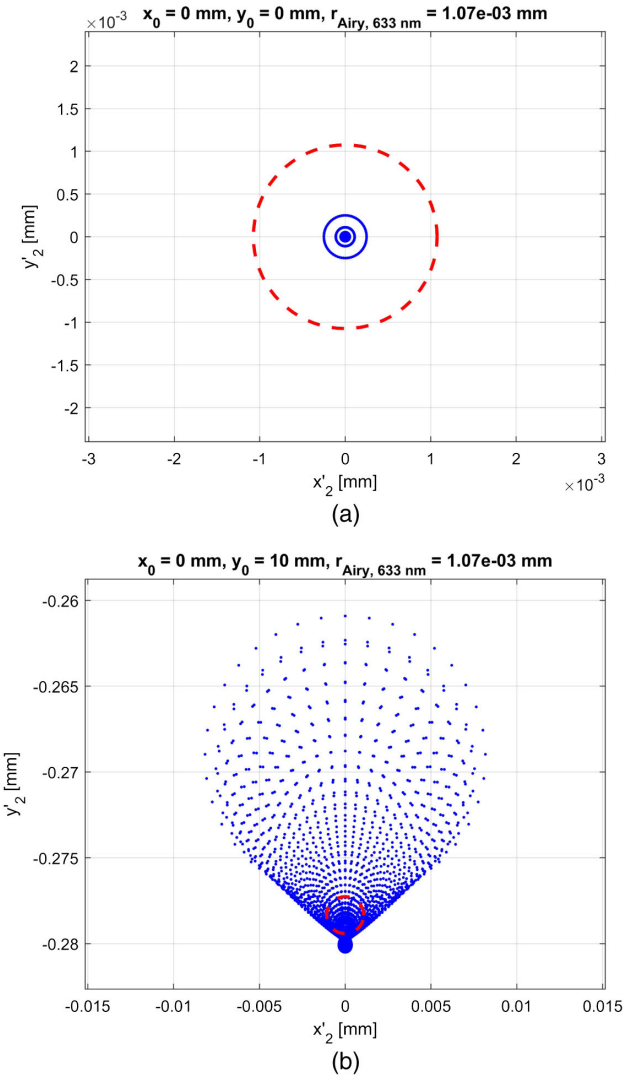 x0 = 0 mm, y0 = 0 mm, rAiry, 633 nm = 1.07e-03 mm
×10-3
2
1.5
1
0.5
0
-0.5
-1
-1.5
-2
y'2 [mm]
-3 -2 -1 0 1 2 3
x'2 [mm]
×10-3
(a)
x0 = 0 mm, y0 = 10 mm, rAiry, 633 nm = 1.07e-03 mm
-0.26
-0.265
-0.27
-0.275
-0.28
y'2 [mm]
-0.015 -0.01 -0.005 0 0.005 0.01 0.015
x'2 [mm]
(b)